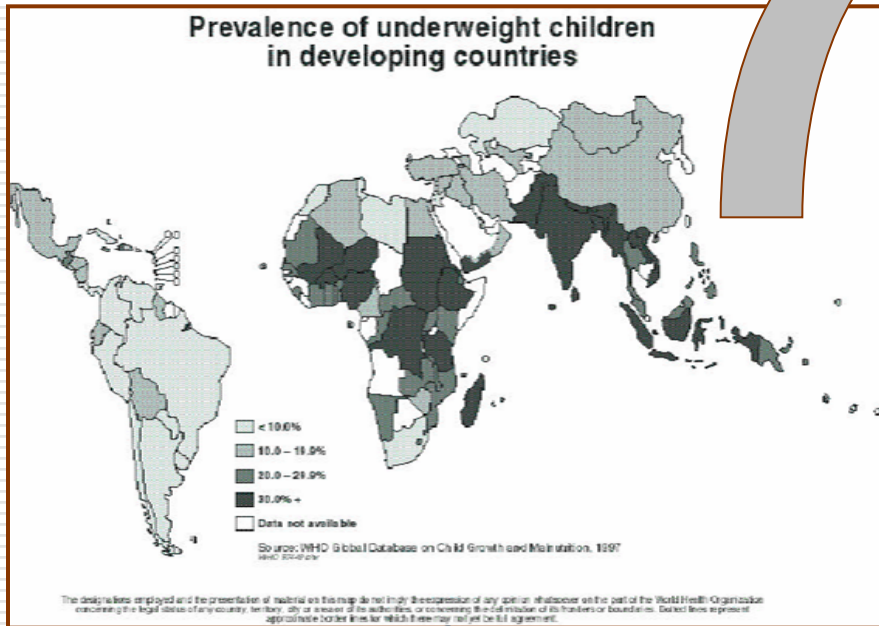 Prevalence of underweight children
in developing countries
< 10.0%
10.0 – 19.9%
20.0 – 29.9%
30.0% +
Data not available
Source: WHO Global Database on Child Growth and Malnutrition, 1997
The designations employed and the presentation of material on this map do not imply the expression of any opinion whatsoever on the part of the World Health Organization
concerning the legal status of any country, territory, city or area or of its authorities, or concerning the delimitation of its frontiers or boundaries. Dotted lines represent
approximate border lines for which there may not yet be full agreement.